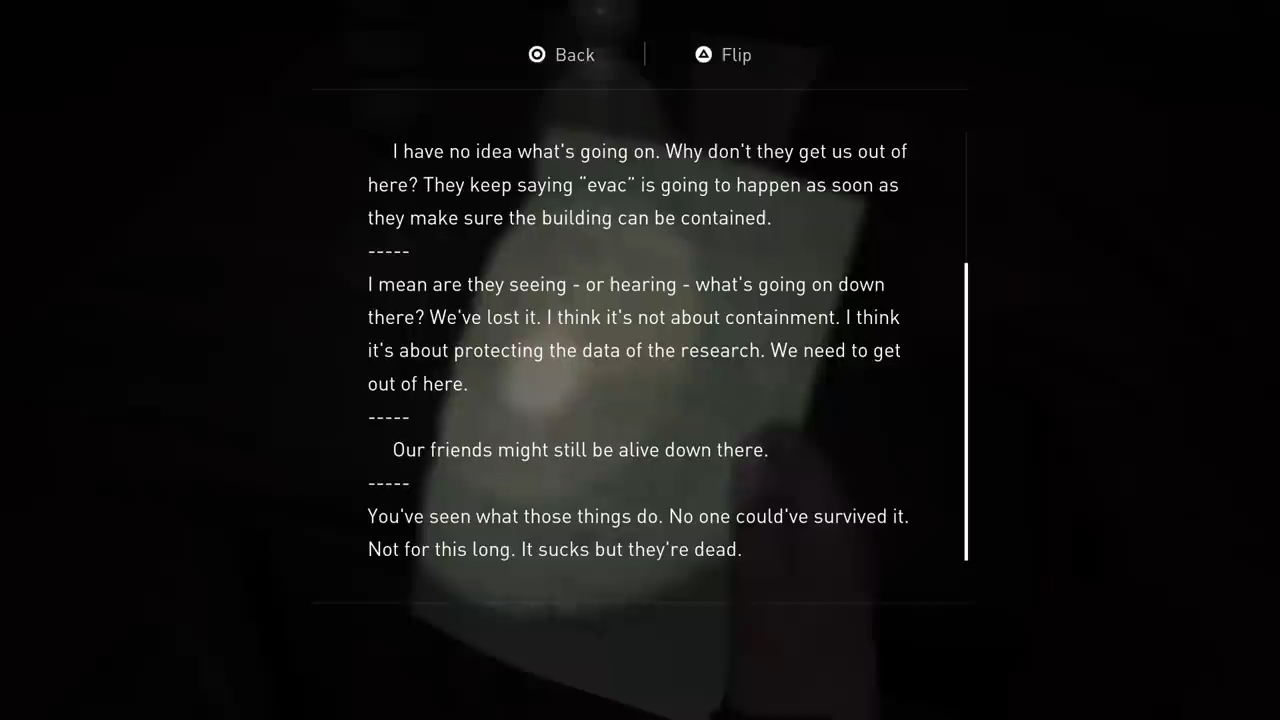 Back
Flip
I have no idea what's going on. Why don't they get us out of
here? They keep saying “evac” is going to happen as soon as
they make sure the building can be contained.
-----
I mean are they seeing - or hearing - what's going on down
there? We've lost it. I think it's not about containment. I think
it's about protecting the data of the research. We need to get
out of here.
-----
Our friends might still be alive down there.
-----
You've seen what those things do. No one could've survived it.
Not for this long. It sucks but they're dead.